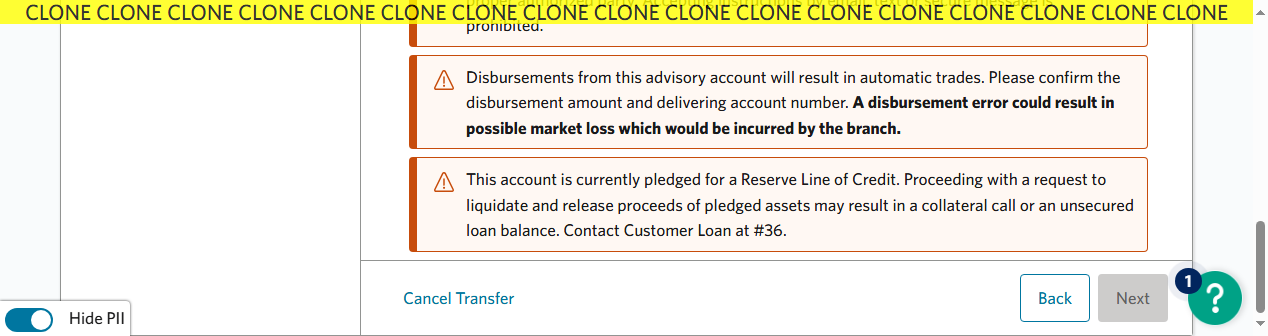 CLONE CLONE CLONE CLONE CLONE CLONE CLONE CLONE CLONE CLONE CLONE CLONE CLONE CLONE CLONE CLONE CLONE
prohibited.
Disbursements from this advisory account will result in automatic trades. Please confirm the
disbursement amount and delivering account number. A disbursement error could result in
possible market loss which would be incurred by the branch.
This account is currently pledged for a Reserve Line of Credit. Proceeding with a request to
liquidate and release proceeds of pledged assets may result in a collateral call or an unsecured
loan balance. Contact Customer Loan at #36.
Cancel Transfer
Back
Next
1
?
Hide PII